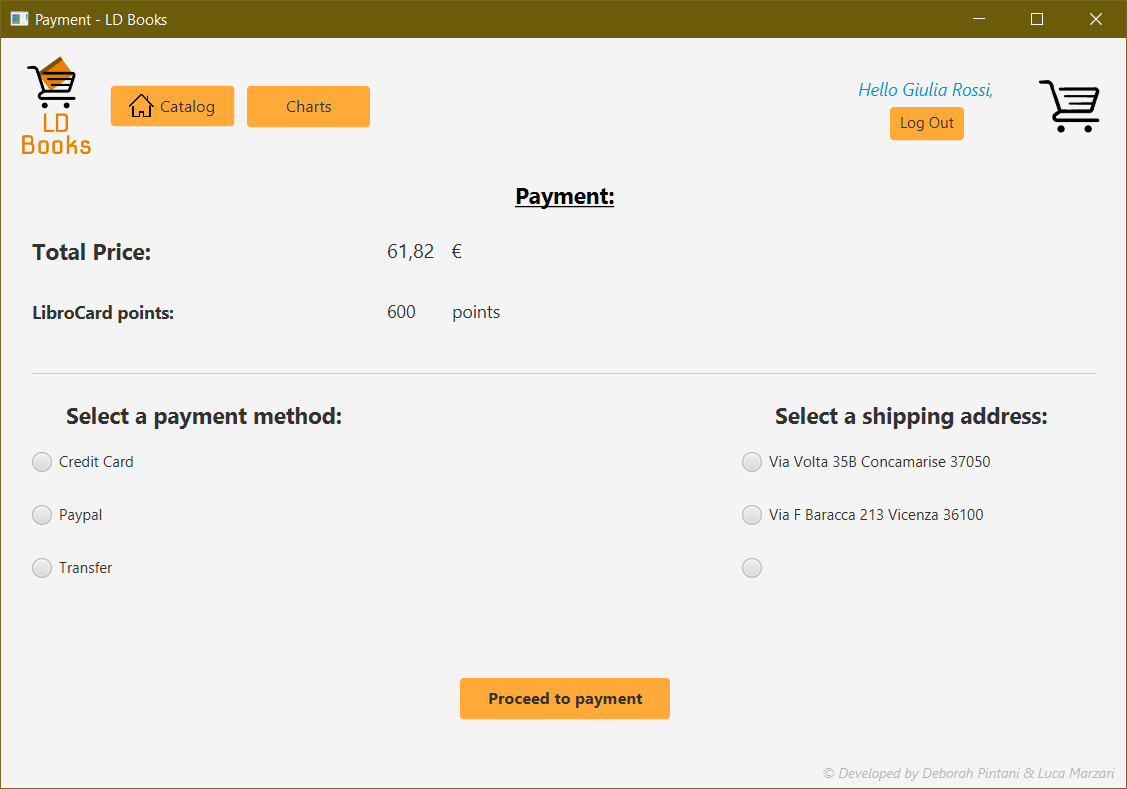 Payment - LD Books
LD
Books
Catalog
Charts
Hello Giulia Rossi,
Log Out
Payment:
Total Price: 61,82 €
LibroCard points: 600 points
Select a payment method:
Select a shipping address:
Credit Card
Via Volta 35B Concamarise 37050
Paypal
Via F Baracca 213 Vicenza 36100
Transfer
Proceed to payment
© Developed by Deborah Pintani & Luca Marzari